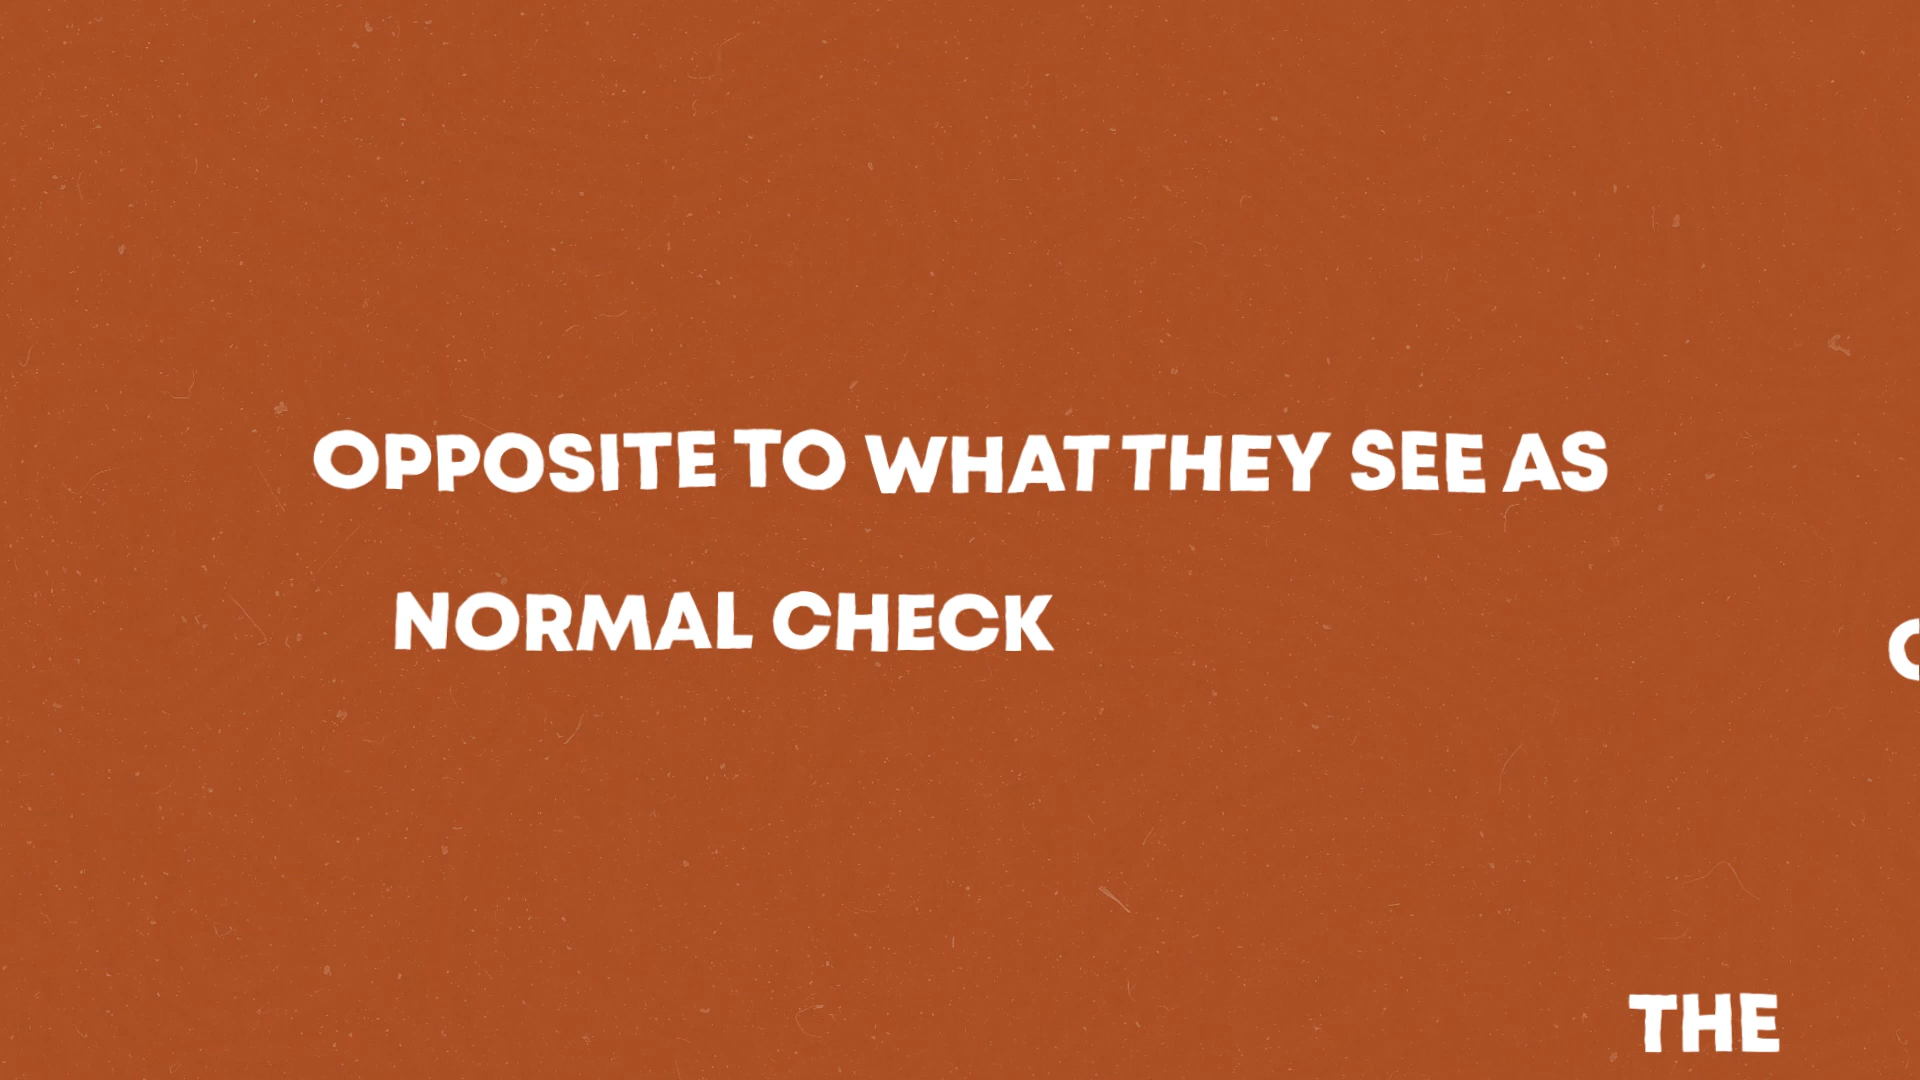 OPPOSITE TO WHAT THEY SEE AS
NORMAL CHECK
THE